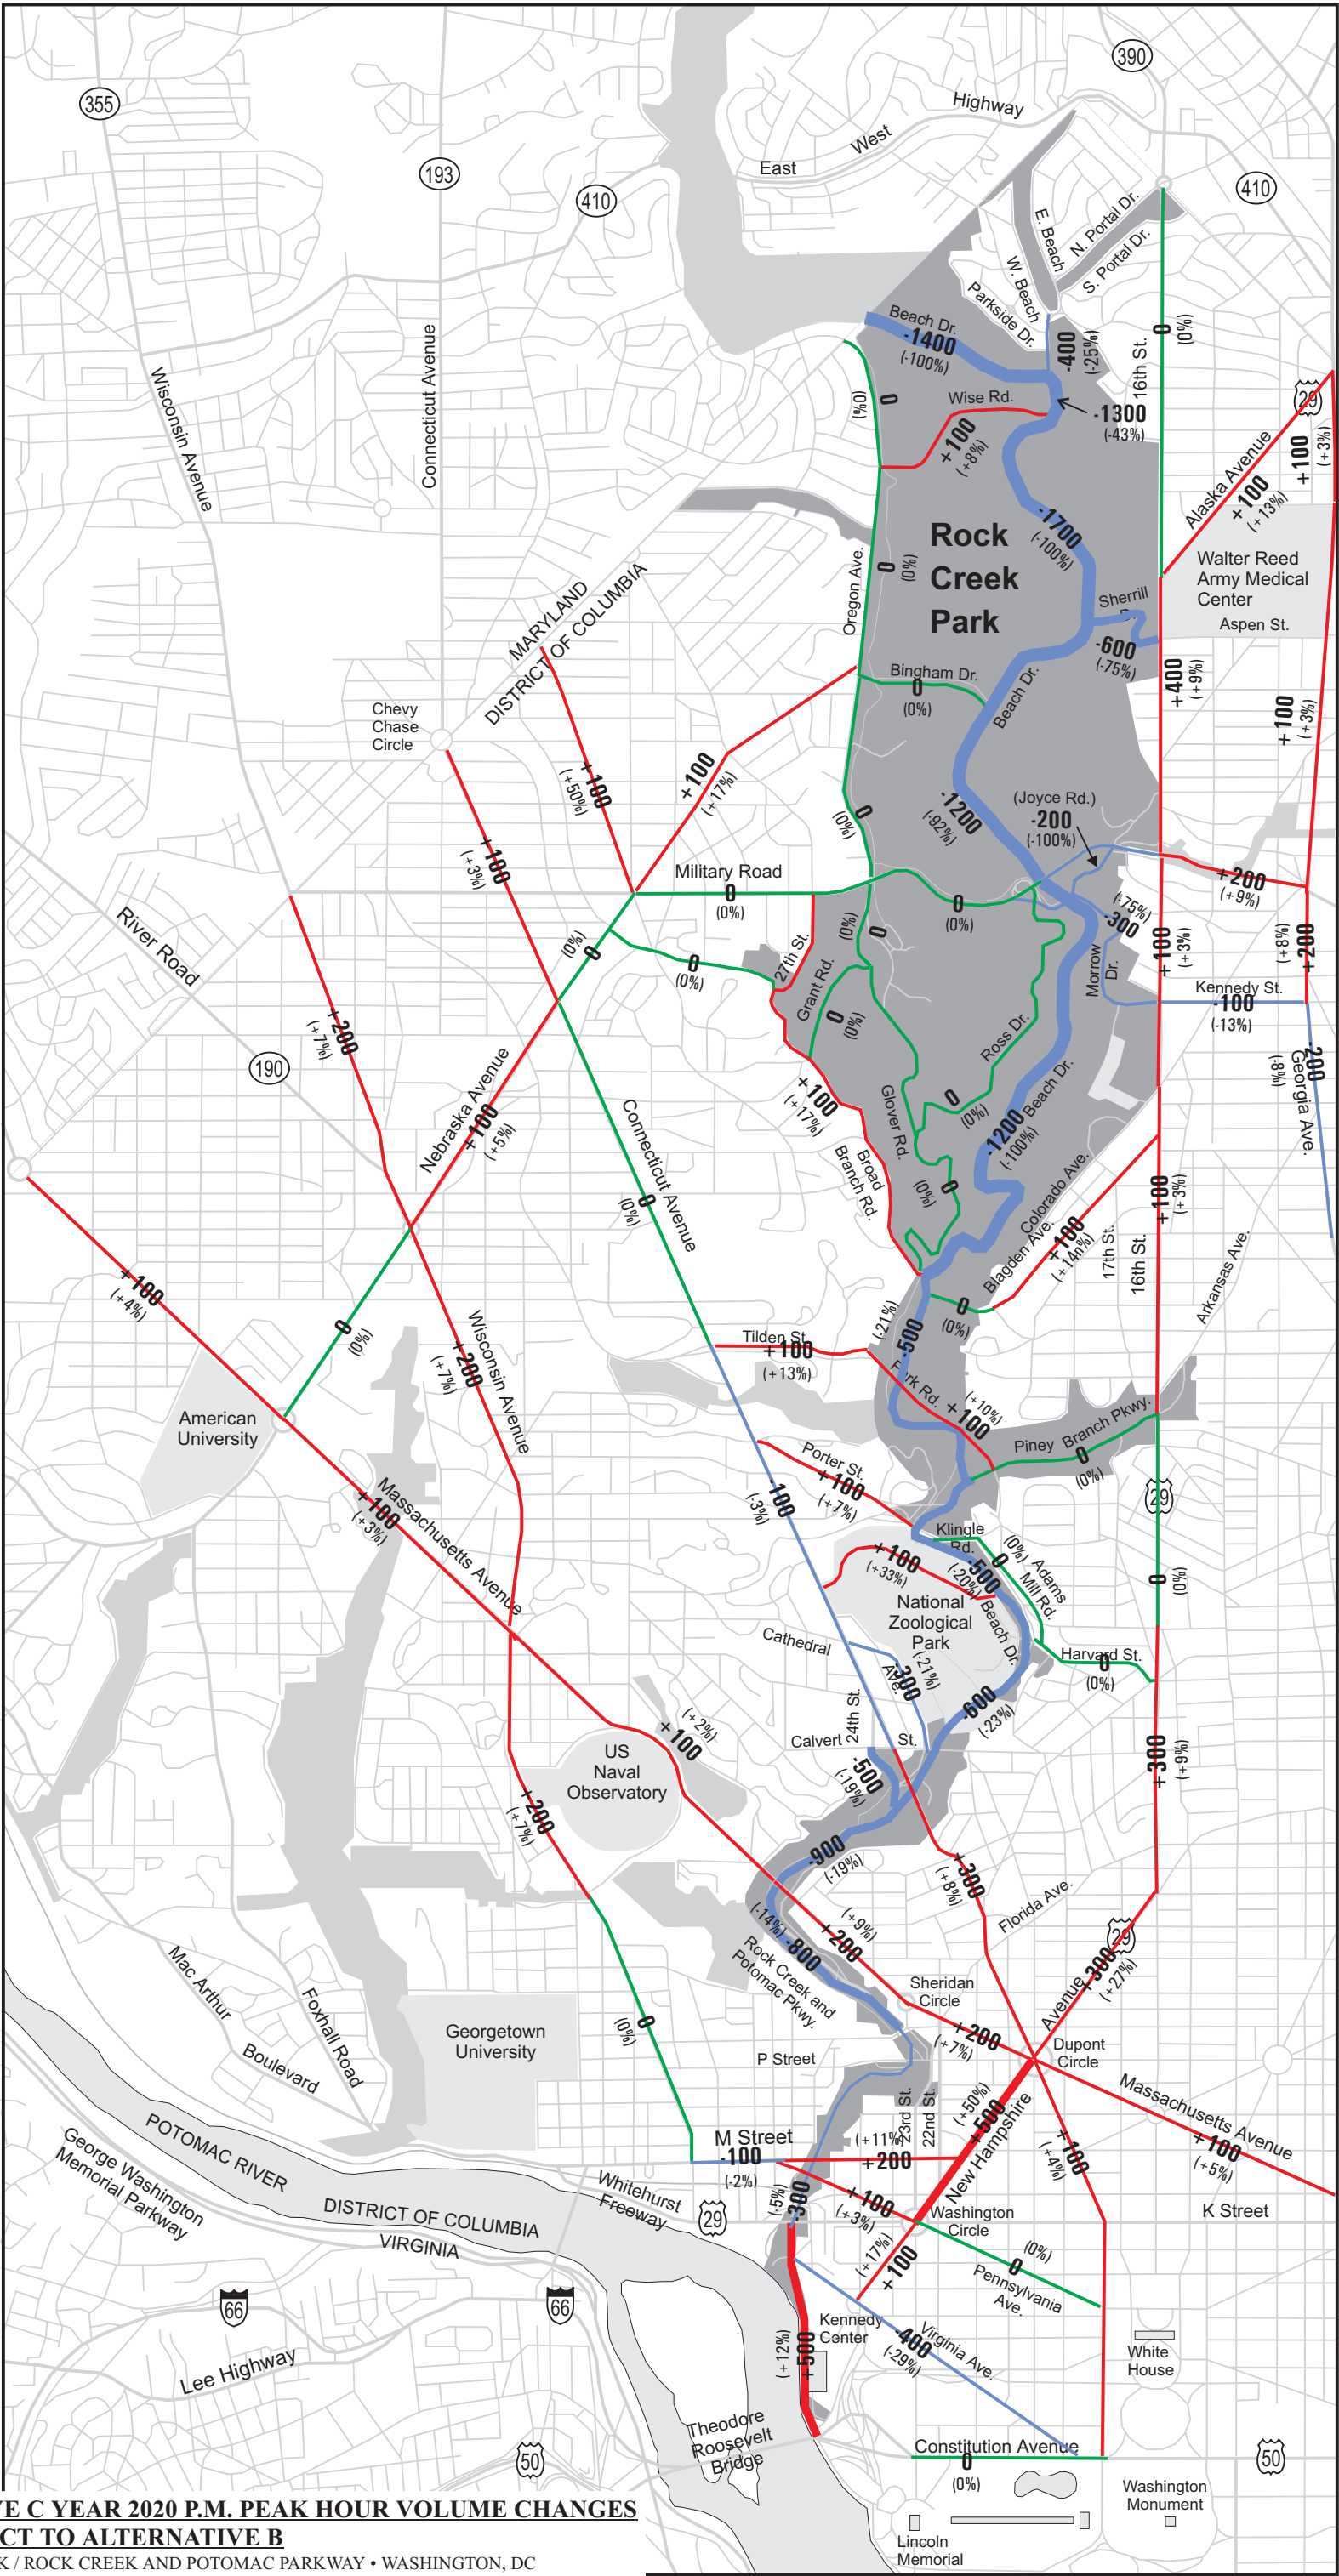 390
355
Highway
West
East
193
410
410
N. Portal Dr.
E. Beach
S. Portal Dr.
W. Beach
Parkside Dr.
Beach Dr.
-1400
(-100%)
-400
(-25%)
16th St.
0
(0%)
Wisconsin Avenue
Connecticut Avenue
0
(0%)
Wise Rd.
+100
(+8%)
-1300
(-43%)
29
+100
(+3%)
Alaska Avenue
+100
(+13%)
Rock
Creek
Park
-1700
(-100%)
Oregon Ave.
0
(0%)
Walter Reed
Army Medical
Center
Sherrill
Aspen St.
-600
(-75%)
MARYLAND
DISTRICT OF COLUMBIA
Bingham Dr.
0
(0%)
Beach Dr.
+400
(+9%)
+100
(+3%)
Chevy
Chase
Circle
+100
(+50%)
+100
(+17%)
0
(0%)
-1200
(-92%)
(Joyce Rd.)
-200
(-100%)
+100
(+3%)
Military Road
0
(0%)
0
(0%)
+200
(+9%)
River Road
(-75%)
-300
+100
(+3%)
(+8%)
+200
(0%)
0
0
(0%)
27th St.
(0%)
0
Grant Rd.
0
(0%)
Morrow
Dr.
Kennedy St.
-100
(-13%)
+200
(+7%)
190
Nebraska Avenue
+100
(+5%)
Ross Dr.
-200
(-8%)
Georgia Ave.
+100
(+17%)
Connecticut Avenue
Glover Rd.
0
(0%)
-1200
Beach Dr.
(-100%)
Broad
Branch Rd.
0
(0%)
0
(0%)
Colorado Ave.
Blagden Ave.
+100
(+14n%)
17th St.
16th St.
+100
(+3%)
Arkansas Ave.
+100
(+4%)
0
(0%)
Wisconsin Avenue
+200
(+7%)
0
(0%)
(-21%)
-500
Tilden St.
+100
(+13%)
(+10%)
+100
American
University
Piney Branch Pkwy.
0
(0%)
Porter St.
+100
(+7%)
-100
(-3%)
29
Massachusetts Avenue
+100
(+3%)
Klingle
Rd.
(0%)
0
Adams
Mill Rd.
+100
(+33%)
-500
(-20%)
0
(0%)
National
Zoological
Park
Beach Dr.
Cathedral
Ave.
-300
(-21%)
Harvard St.
0
(0%)
24th St.
-600
(-23%)
(+2%)
+100
Calvert
St.
US
Naval
Observatory
-500
(-19%)
+300
(+9%)
+200
(+7%)
-900
(-19%)
+300
(+8%)
Florida Ave.
(-14%)
-800
(+9%)
+200
29
+300
(+27%)
Avenue
Rock Creek and
Potomac Pkwy.
Mac Arthur
Boulevard
Foxhall Road
Sheridan
Circle
0
(0%)
Georgetown
University
+200
(+7%)
Dupont
Circle
P Street
Massachusetts Avenue
+100
(+5%)
(+50%)
+500
New Hampshire
23rd St.
22nd St.
+100
(+4%)
POTOMAC RIVER
George Washington
Memorial Parkway
M Street
-100
(-2%)
(+11%)
+200
Whitehurst
Freeway
29
(-5%)
-300
+100
(+3%)
Washington
Circle
K Street
DISTRICT OF COLUMBIA
VIRGINIA
(+17%)
+100
(0%)
0
Pennsylvania
Ave.
66
66
Kennedy
Center
(+12%)
+500
-400
(-29%)
Virginia Ave.
White
House
Lee Highway
Theodore
Roosevelt
Bridge
50
Constitution Avenue
0
(0%)
50
Washington
Monument
Lincoln
Memorial
VE C YEAR 2020 P.M. PEAK HOUR VOLUME CHANGES
CT TO ALTERNATIVE B
K / ROCK CREEK AND POTOMAC PARKWAY • WASHINGTON, DC